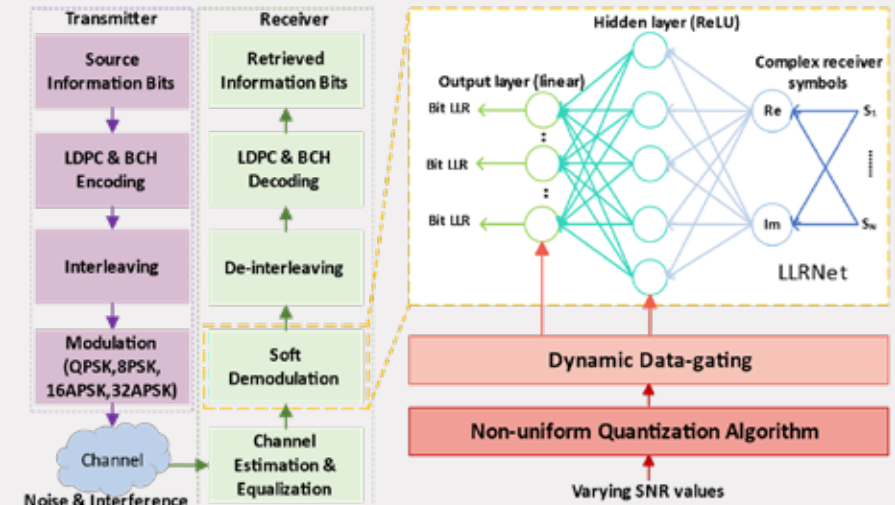 Transmitter
Source
Information Bits
LDPC & BCH
Encoding
Interleaving
Modulation
(QPSK,8PSK,
16APSK,32APSK)
Channel
Noise & Interference
Receiver
Retrieved
Information Bits
LDPC & BCH
Decoding
De-interleaving
Soft
Demodulation
Channel
Estimation &
Equalization
Hidden layer (ReLU)
Output layer (linear)
Complex receiver
symbols
Bit LLR
Bit LLR
Bit LLR
Re
Im
S₁
Sₙ
LLRNet
Dynamic Data-gating
Non-uniform Quantization Algorithm
Varying SNR values